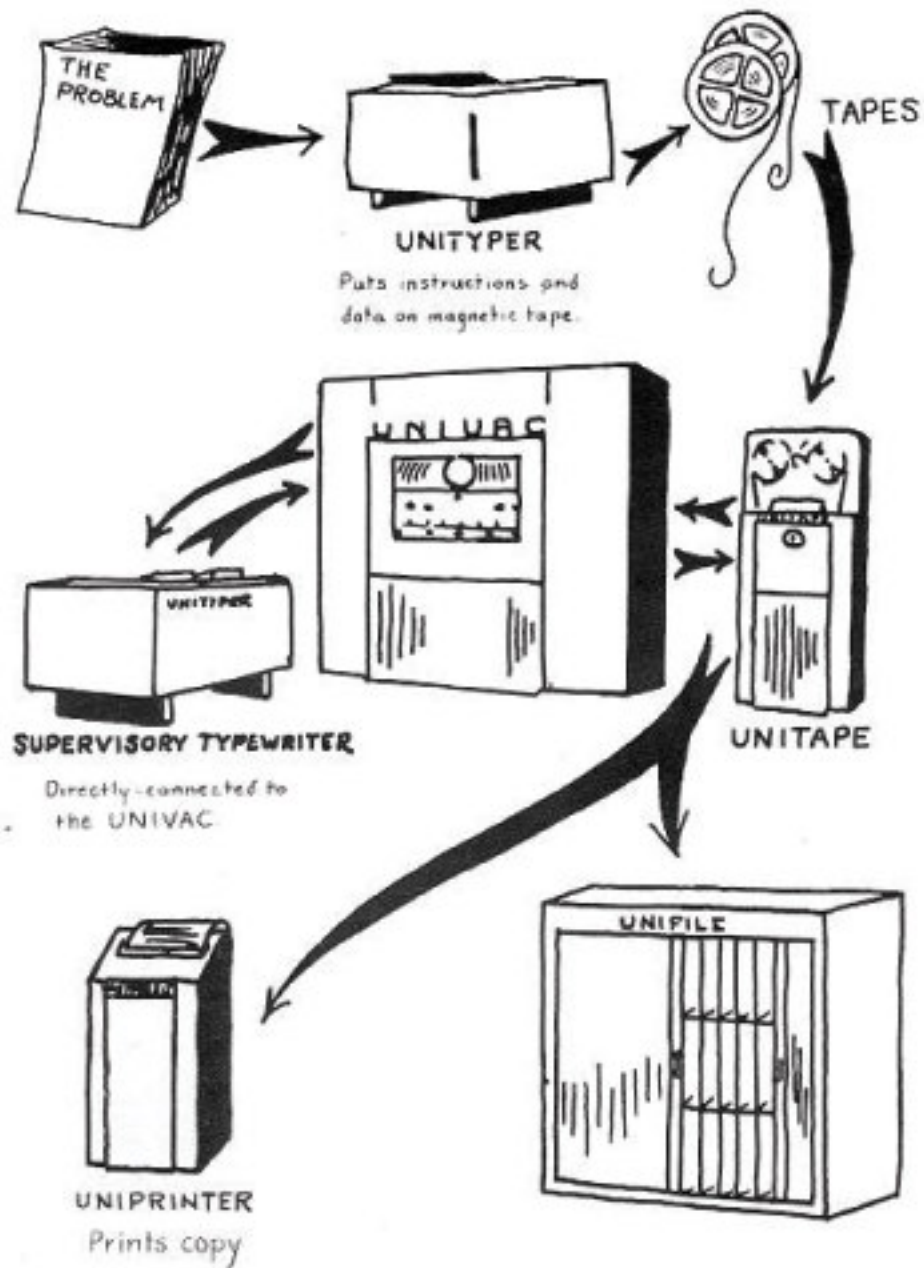 THE
PROBLEM
TAPES
UNITYPER
Puts instructions and
data on magnetic tape.
UNIVAC
UNITAPE
UNITYPER
SUPERVISORY TYPEWRITER
Directly-connected to
the UNIVAC
UNITAPE
UNIFILE
UNIPRINTER
Prints copy